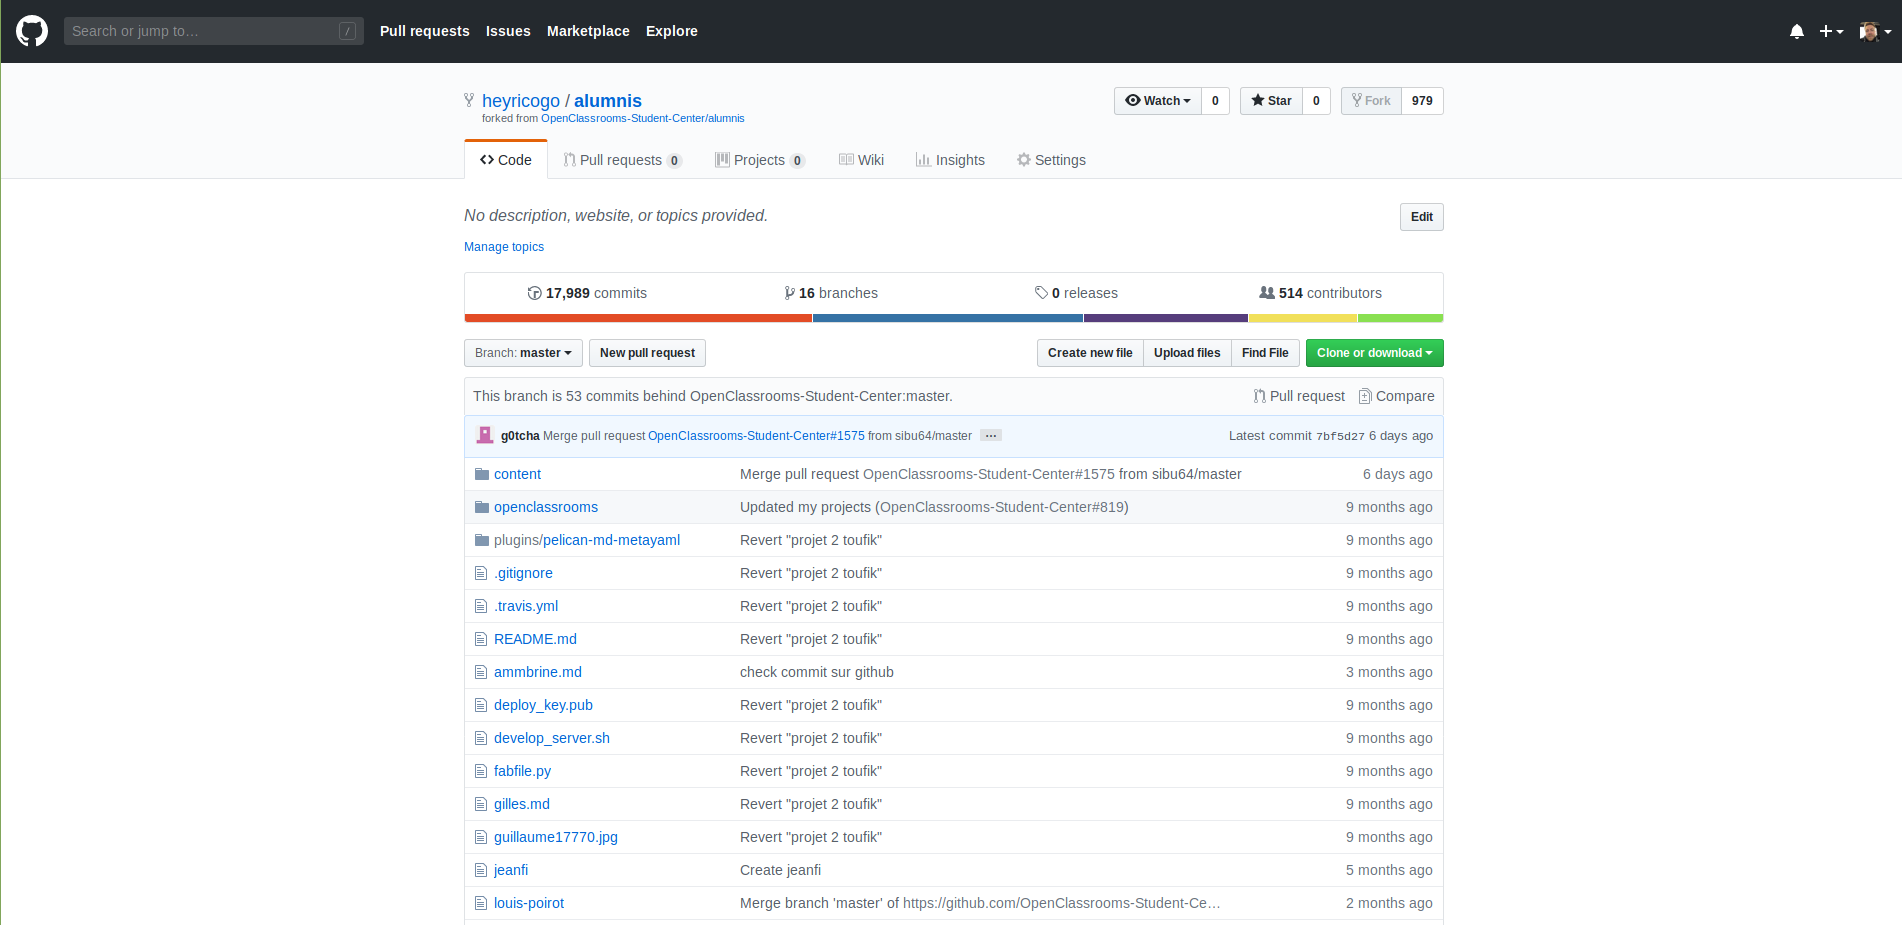 Search or jump to… / Pull requests Issues Marketplace Explore
heyricogo / alumnis Watch 0 Star 0 Fork 979
forked from OpenClassrooms-Student-Center/alumnis
Code Pull requests 0 Projects 0 Wiki Insights Settings
No description, website, or topics provided. Edit
Manage topics
17,989 commits 16 branches 0 releases 514 contributors
Branch: master New pull request Create new file Upload files Find File Clone or download
This branch is 53 commits behind OpenClassrooms-Student-Center:master. Pull request Compare
g0tcha Merge pull request OpenClassrooms-Student-Center#1575 from sibu64/master … Latest commit 7bf5d27 6 days ago
content Merge pull request OpenClassrooms-Student-Center#1575 from sibu64/master 6 days ago
openclassrooms Updated my projects (OpenClassrooms-Student-Center#819) 9 months ago
plugins/pelican-md-metayaml Revert "projet 2 toufik" 9 months ago
.gitignore Revert "projet 2 toufik" 9 months ago
.travis.yml Revert "projet 2 toufik" 9 months ago
README.md Revert "projet 2 toufik" 9 months ago
ammbrine.md check commit sur github 3 months ago
deploy_key.pub Revert "projet 2 toufik" 9 months ago
develop_server.sh Revert "projet 2 toufik" 9 months ago
fabfile.py Revert "projet 2 toufik" 9 months ago
gilles.md Revert "projet 2 toufik" 9 months ago
guillaume17770.jpg Revert "projet 2 toufik" 9 months ago
jeanfi Create jeanfi 5 months ago
louis-poirot Merge branch 'master' of https://github.com/OpenClassrooms-Student-Ce… 2 months ago